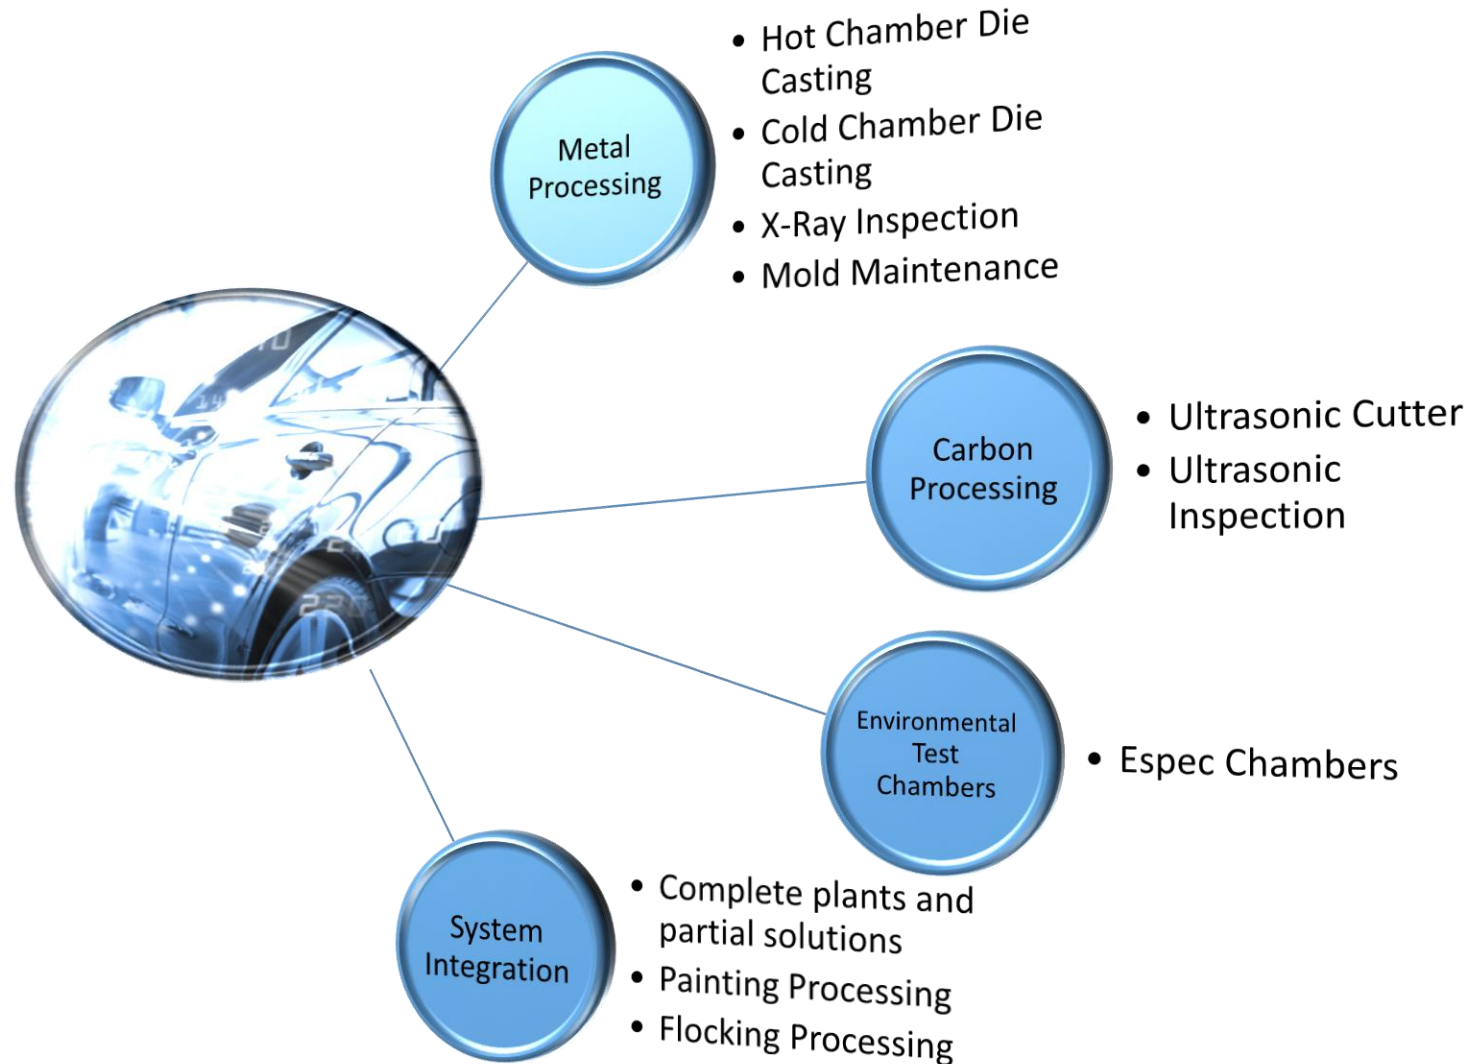 Metal
Processing
• Hot Chamber Die
Casting
• Cold Chamber Die
Casting
• X-Ray Inspection
• Mold Maintenance
Carbon
Processing
• Ultrasonic Cutter
• Ultrasonic
Inspection
Environmental
Test
Chambers
• Espec Chambers
System
Integration
• Complete plants and
partial solutions
• Painting Processing
• Flocking Processing